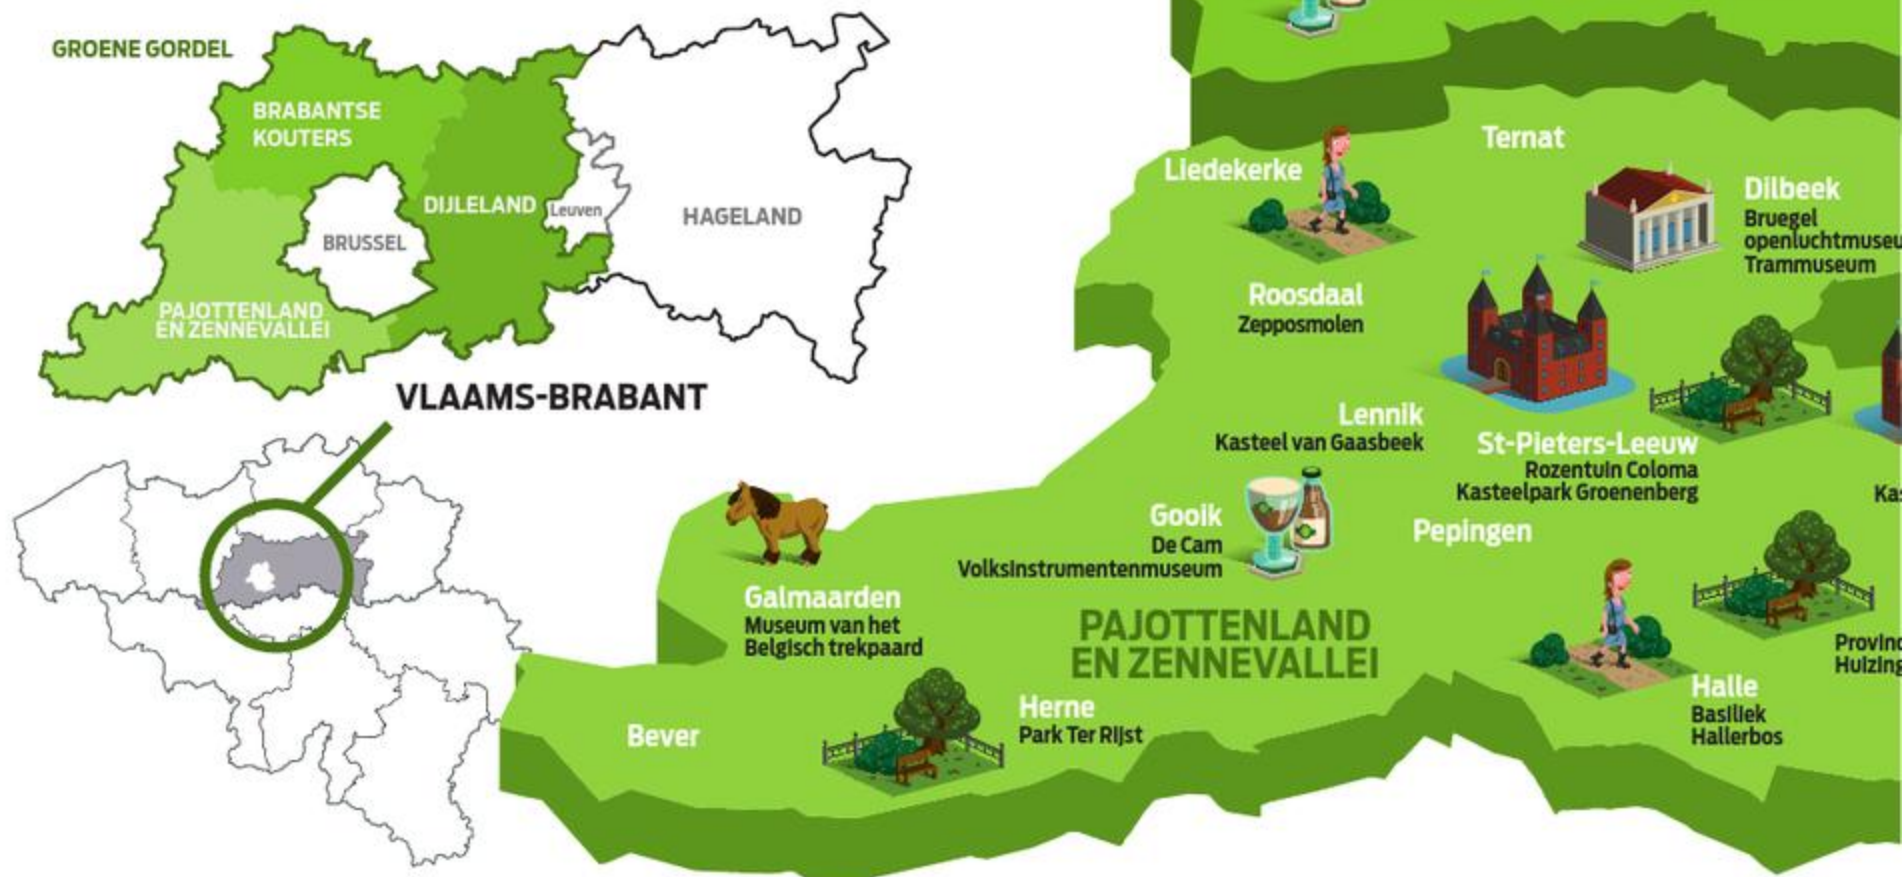 GROENE GORDEL
BRABANTSE
KOUTERS
DIJLELAND
Leuven
HAGELAND
BRUSSEL
PAJOTTENLAND
EN ZENNEVALLEI
VLAAMS-BRABANT
Ternat
Liedekerke
Dilbeek
Bruegel
Trammuseum
Roosdaal
Zepposmolen
Lennik
Kasteel van Gaasbeek
St-Pieters-Leeuw
Rozentuin Coloma
Kasteelpark Groenenberg
Gooik
De Cam
Volksinstrumentenmuseum
Pepingen
Galmaarden
Museum van het
Belgisch trekpaard
PAJOTTENLAND
EN ZENNEVALLEI
Halle
Basiliek
Hallerbos
Herne
Park Ter Rijst
Bever